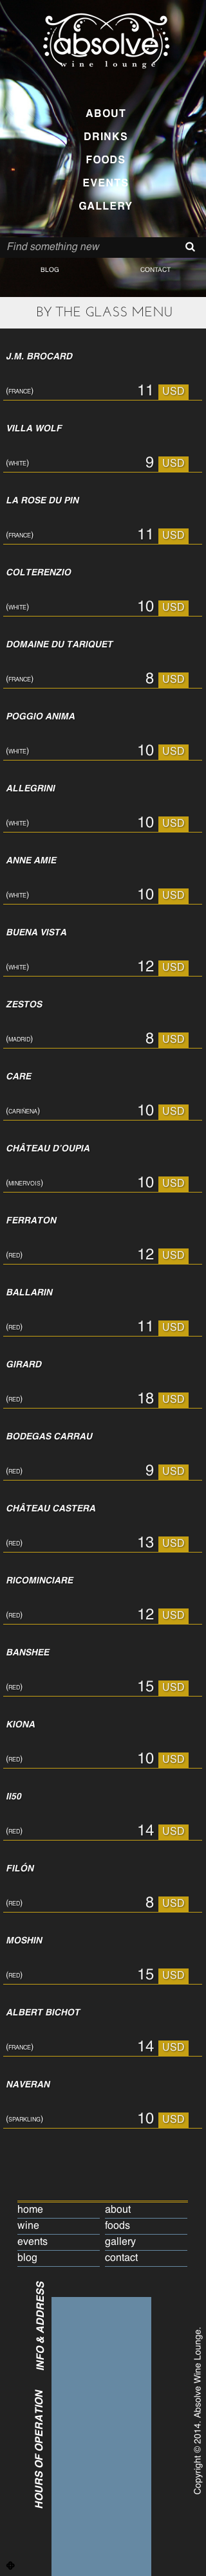 absolve
wine lounge
ABOUT
DRINKS
FOODS
EVENTS
GALLERY
Find something new
BLOG CONTACT
BY THE GLASS MENU
J.M. BROCARD
(FRANCE) 11 USD
VILLA WOLF
(WHITE) 9 USD
LA ROSE DU PIN
(FRANCE) 11 USD
COLTERENZIO
(WHITE) 10 USD
DOMAINE DU TARIQUET
(FRANCE) 8 USD
POGGIO ANIMA
(WHITE) 10 USD
ALLEGRINI
(WHITE) 10 USD
ANNE AMIE
(WHITE) 10 USD
BUENA VISTA
(WHITE) 12 USD
ZESTOS
(MADRID) 8 USD
CARE
(CARIÑENA) 10 USD
CHÂTEAU D'OUPIA
(MINERVOIS) 10 USD
FERRATON
(RED) 12 USD
BALLARIN
(RED) 11 USD
GIRARD
(RED) 18 USD
BODEGAS CARRAU
(RED) 9 USD
CHÂTEAU CASTERA
(RED) 13 USD
RICOMINCIARE
(RED) 12 USD
BANSHEE
(RED) 15 USD
KIONA
(RED) 10 USD
II50
(RED) 14 USD
FILÓN
(RED) 8 USD
MOSHIN
(RED) 15 USD
ALBERT BICHOT
(FRANCE) 14 USD
NAVERAN
(SPARKLING) 10 USD
home about
wine foods
events gallery
blog contact
INFO & ADDRESS
HOURS OF OPERATION
Copyright © 2014. Absolve Wine Lounge.